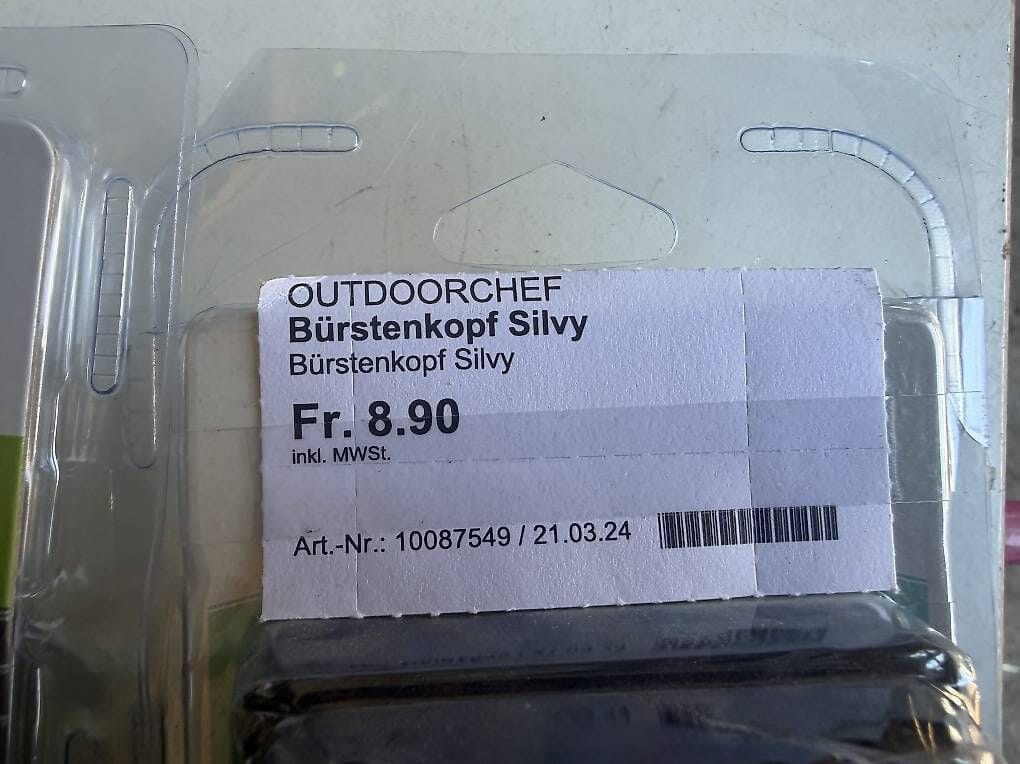 OUTDOORCHEF
Bürstenkopf Silvy
Bürstenkopf Silvy
Fr. 8.90
inkl. MWSt.
Art.-Nr.: 10087549 / 21.03.24